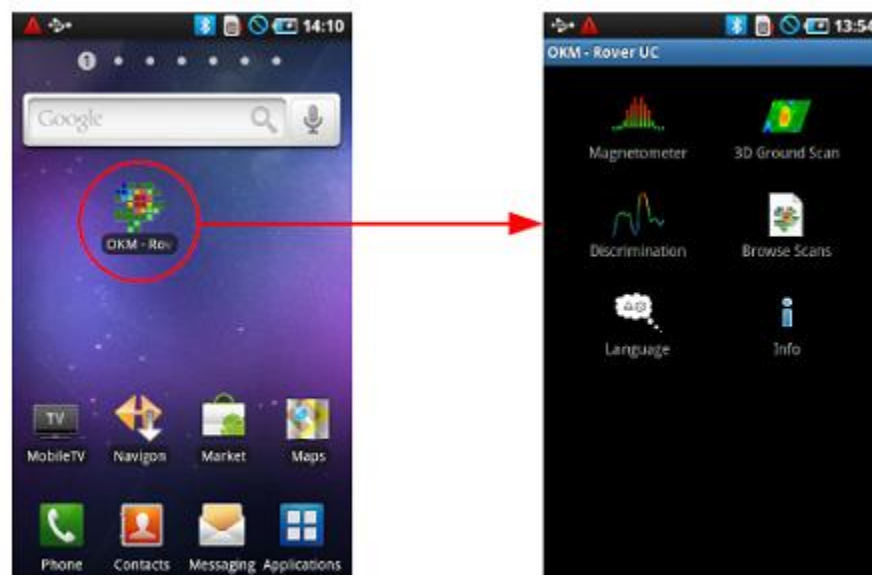 14:10
1
Google
OKM - Rov
MobileTV Navigon Market Maps
Phone Contacts Messaging Applications
13:54
OKM - Rover UC
Magnetometer 3D Ground Scan
Discrimination Browse Scans
Language Info